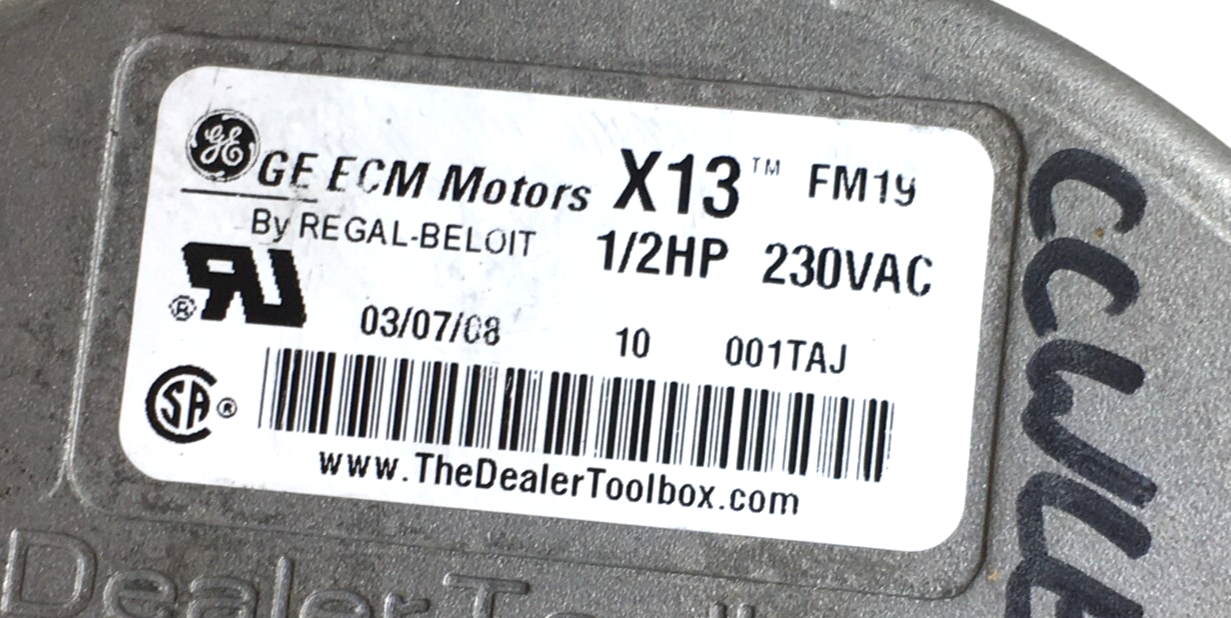 GE GE ECM Motors X13™ FM19
By REGAL-BELOIT 1/2HP 230VAC
®
03/07/08 10 001TAJ
SA ®
www.TheDealerToolbox.com
CCWLE